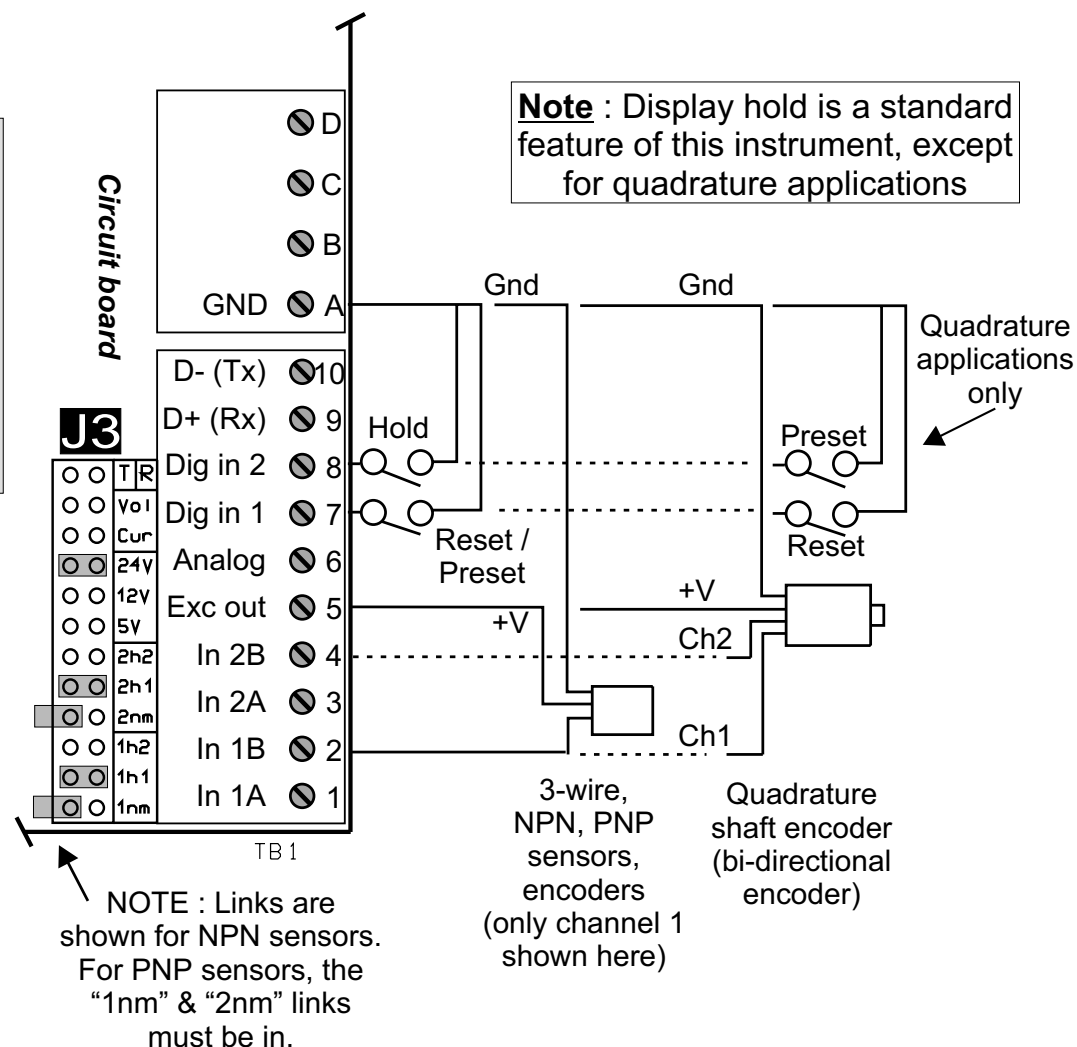 Note : Display hold is a standard
feature of this instrument, except
for quadrature applications
Circuit board
D
C
B
GND A
Gnd
Gnd
Quadrature
applications
only
D- (Tx) 10
D+ (Rx) 9
Dig in 2 8
Dig in 1 7
Analog 6
Exc out 5
In 2B 4
In 2A 3
In 1B 2
In 1A 1
TB1
J3
T R
Vol
Cur
24V
12V
5V
2h2
2h1
2nm
1h2
1h1
1nm
Hold
Reset /
Preset
Preset
Reset
+V
+V
Ch2
Ch1
3-wire,
NPN, PNP
sensors,
encoders
(only channel 1
shown here)
Quadrature
shaft encoder
(bi-directional
encoder)
NOTE : Links are
shown for NPN sensors.
For PNP sensors, the
“1nm” & “2nm” links
must be in.